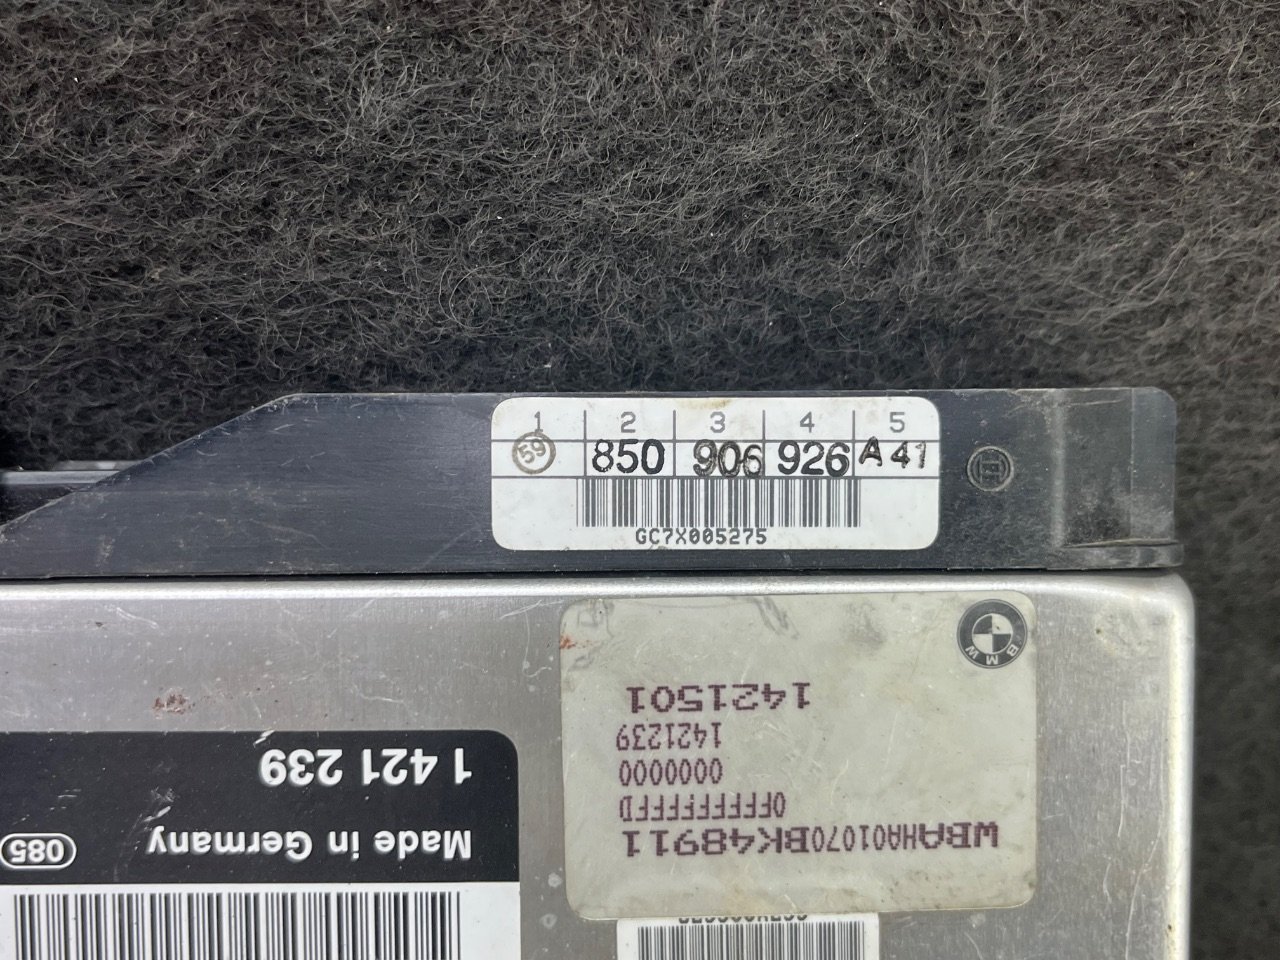 1 2 3 4 5
59 850 906 926 A 41
GC7X005275
BMW
1421501
1421239
0000000
0FFFFFFFFD
WBAHA01070BK48911
1 421 239
Made in Germany
085